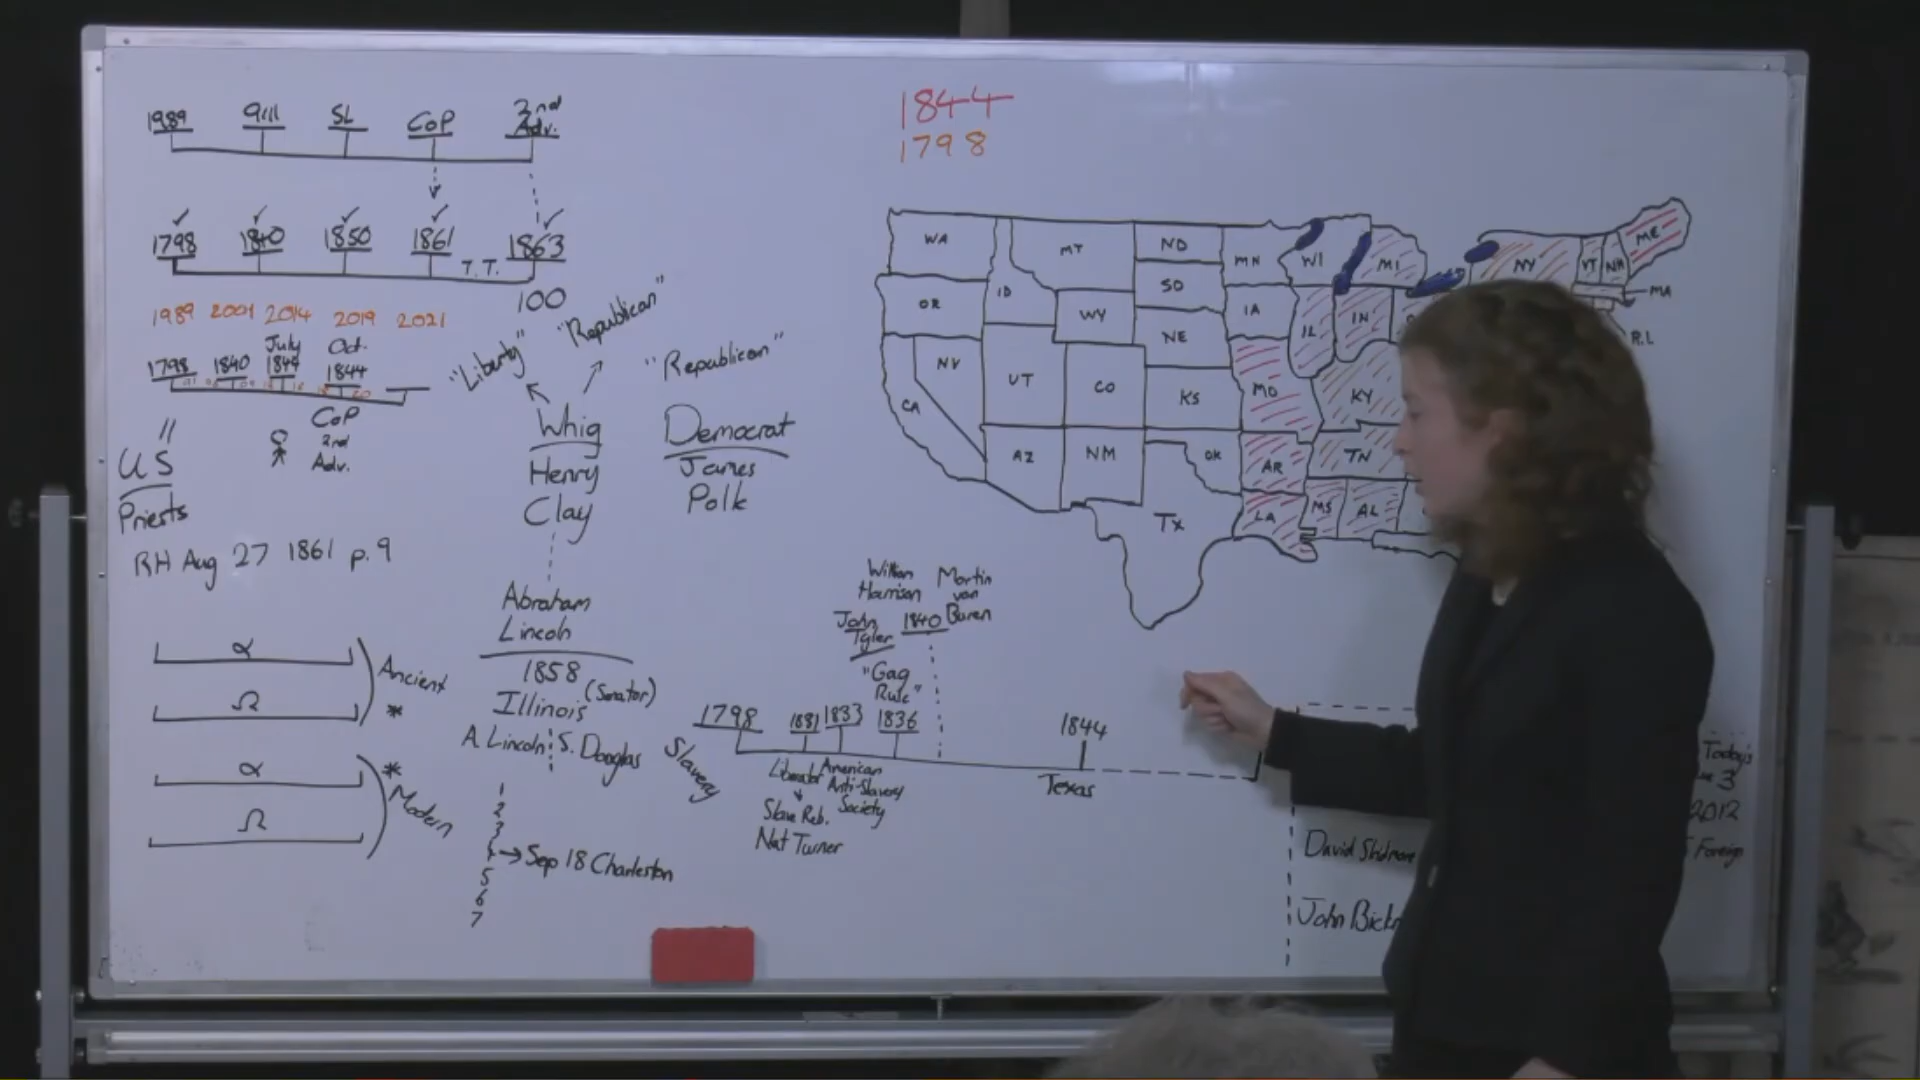 1989 9/11 SL CoP 2nd Adv.
1798 1840 1850 1861 1863
T.T.
100
1989 2001 2014 2019 2021
1798 1840 July 1844 Oct. 1844
CoP
2nd
Adv.
US
Priests
RH Aug 27 1861 p. 9
α
Ω
Ancient
*
α
Ω
* Modern
"Liberty" "Republican"
"Republican"
Whig
Henry
Clay
Democrat
James
Polk
Abraham
Lincoln
1858
Illinois (Senator)
A. Lincoln S. Douglas
1
2
3
4 → Sep 18 Charleston
5
6
7
1844
1798
WA
MT
ND
MN
WI
MI
NY
VT
NH
ME
OR
ID
WY
SD
IA
IL
IN
MA
R.I.
NV
UT
CO
NE
KS
MO
KY
CA
AZ
NM
OK
AR
TN
TX
LA
MS
AL
William
Harrison
Martin
van
Buren
John
Tyler
1840
"Gag
Rule"
1798 1831 1833 1836 1844
Slavery
Liberator
Slave Reb.
Nat Turner
American
Anti-Slavery
Society
Texas
David
John
Today's
3
2012
Foreign